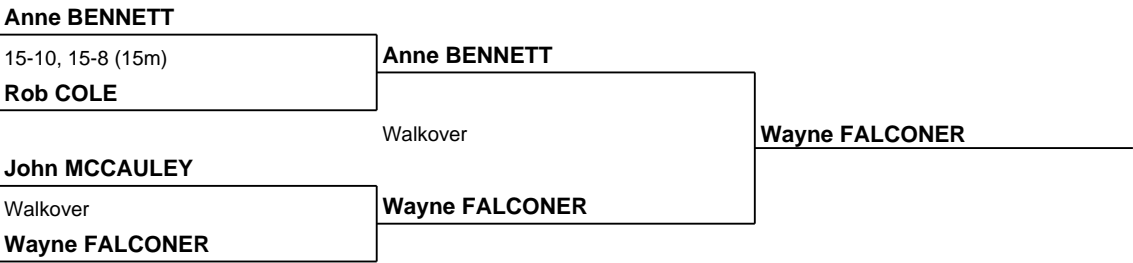 Anne BENNETT
15-10, 15-8 (15m)
Anne BENNETT
Rob COLE
Walkover
Wayne FALCONER
John MCCAULEY
Walkover
Wayne FALCONER
Wayne FALCONER